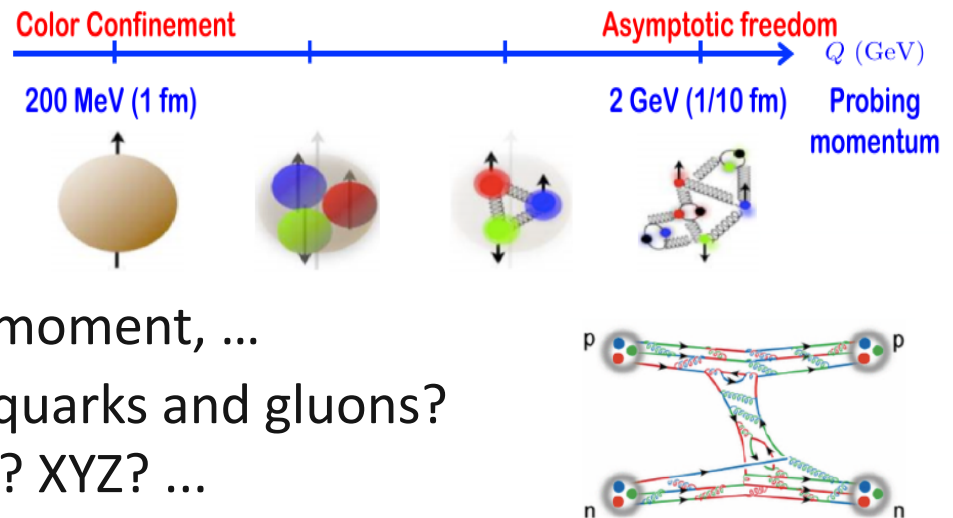 Color Confinement Asymptotic freedom
Q (GeV)
200 MeV (1 fm) 2 GeV (1/10 fm) Probing
momentum
moment, ...
p p
quarks and gluons?
? XYZ? ...
n n